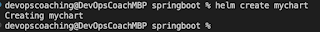 devopscoaching@DevOpsCoachMBP springboot % helm create mychart
Creating mychart
devopscoaching@DevOpsCoachMBP springboot %